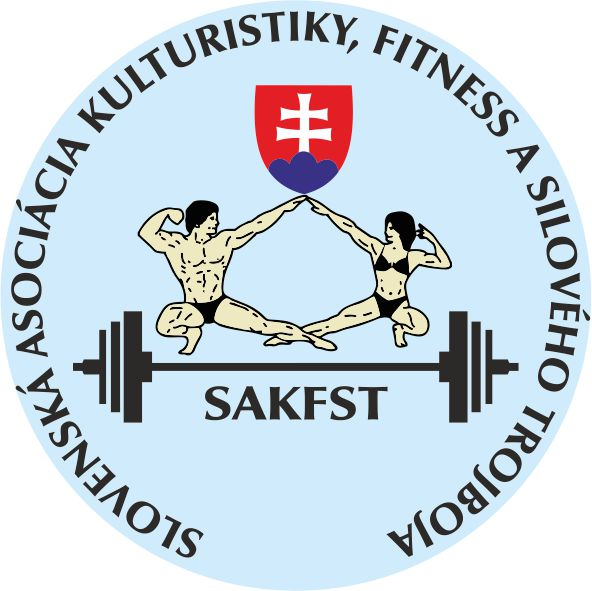 SLOVENSKÁ ASOCIÁCIA KULTURISTIKY, FITNESS A SILOVÉHO TROJBOJA
SAKFST